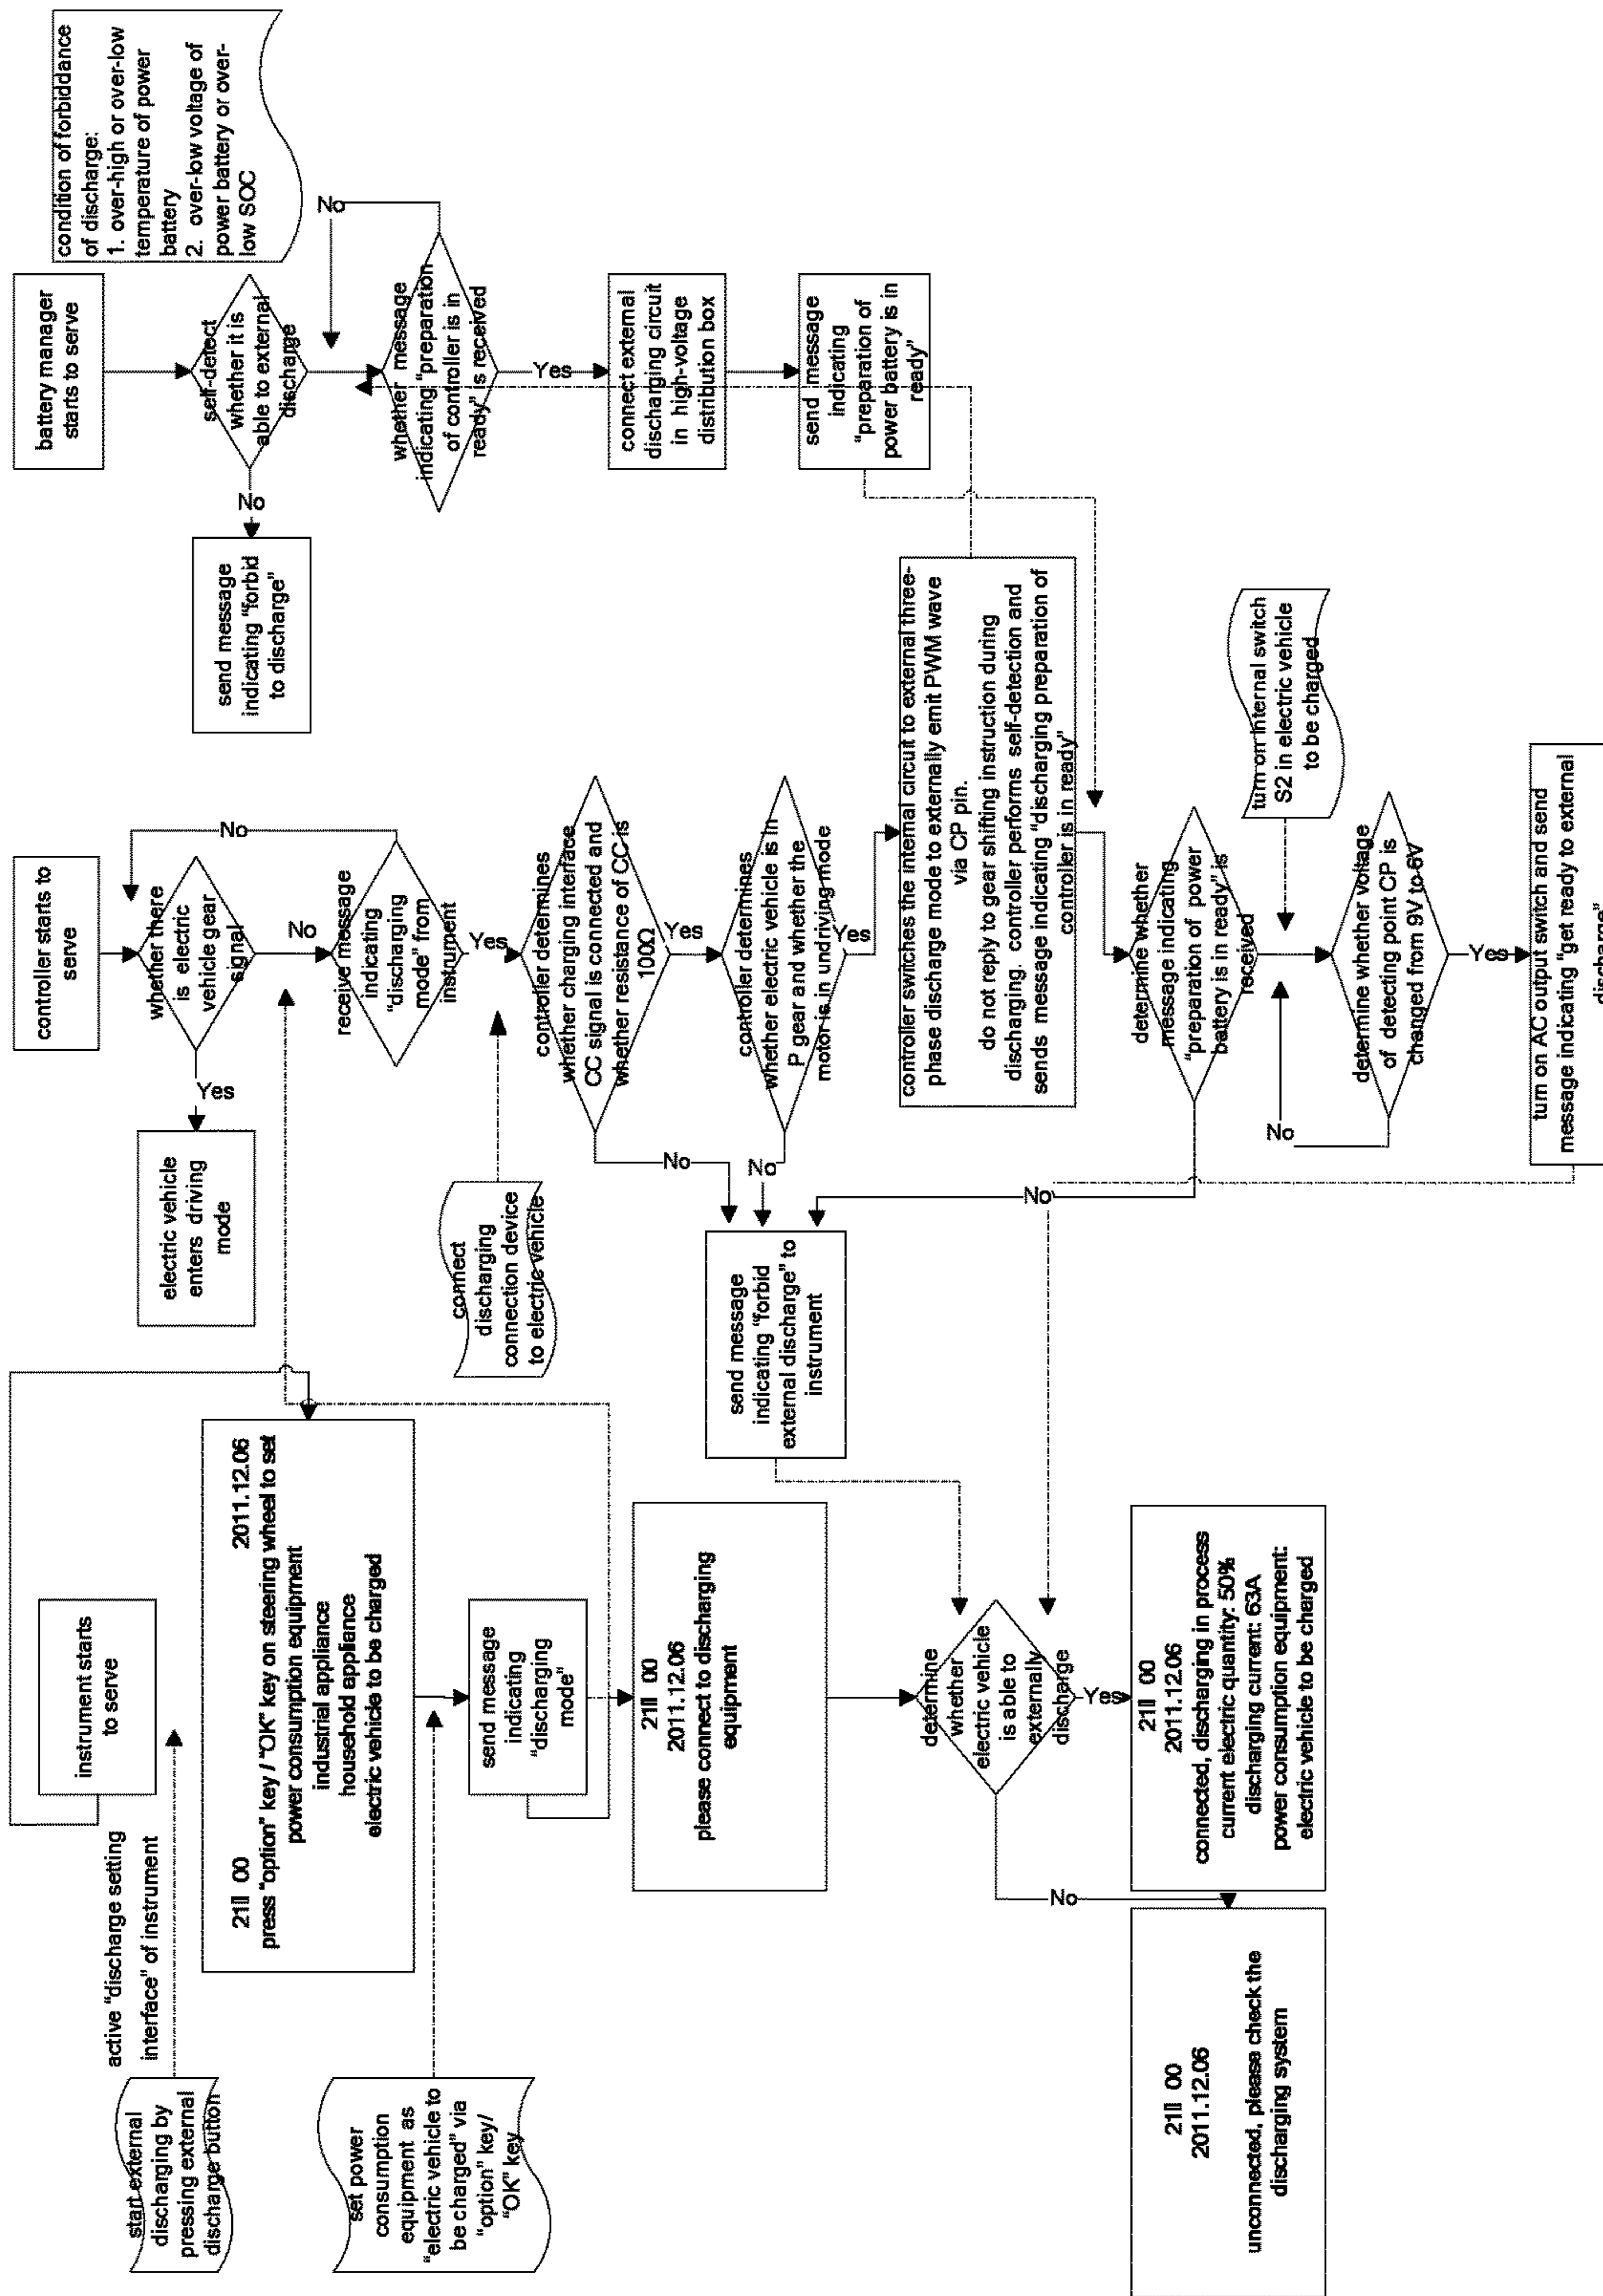 start external
discharging by
pressing external
discharge button
active "discharge setting
interface" of instrument
instrument starts
to serve
set power
consumption
equipment as
"electric vehicle to
be charged" via
"option" key/
"OK" key
2011.12.06
press "option" key / "OK" key on steering wheel to set
power consumption equipment
industrial appliance
household appliance
electric vehicle to be charged
send message
indicating
"discharging
mode"
2011.12.06
please connect to discharging
equipment
determine
whether
electric vehicle
is able to
externally
discharge
Yes
No
2011.12.06
connected, discharging in process
current electric quantity: 50%
discharging current: 63A
power consumption equipment:
electric vehicle to be charged
2011.12.06
unconnected, please check the
discharging system
controller starts to
serve
whether there
is electric
vehicle gear
signal
Yes
No
No
electric vehicle
enters driving
mode
receive message
indicating
"discharging
mode" from
instrument
Yes
connect
discharging
connection device
to electric vehicle
controller determines
whether charging interface
CC signal is connected and
whether resistance of CC is
100Ω
Yes
No
controller determines
whether electric vehicle is in
P gear and whether the
motor is in undriving mode
Yes
No
send message
indicating "forbid
external discharge" to
instrument
controller switches the internal circuit to external three-
phase discharge mode to externally emit PWM wave
via CP pin.
do not reply to gear shifting instruction during
discharging. controller performs self-detection and
sends message indicating "discharging preparation of
controller is in ready"
determine whether
message indicating
"preparation of power
battery is in ready" is
received
No
turn on internal switch
S2 in electric vehicle
to be charged
determine whether voltage
of detecting point CP is
changed from 9V to 6V
No
Yes
turn on AC output switch and send
message indicating "get ready to external
discharge"
battery manager
starts to serve
self-detect
whether it is
able to external
discharge
No
send message
indicating "forbid
to discharge"
condition of forbiddance
of discharge:
1. over-high or over-low
temperature of power
battery
2. over-low voltage of
power battery or over-
low SOC
whether message
indicating "preparation
of controller is in
ready" is received
No
Yes
connect external
discharging circuit
in high-voltage
distribution box
send message
indicating
"preparation of
power battery is in
ready"